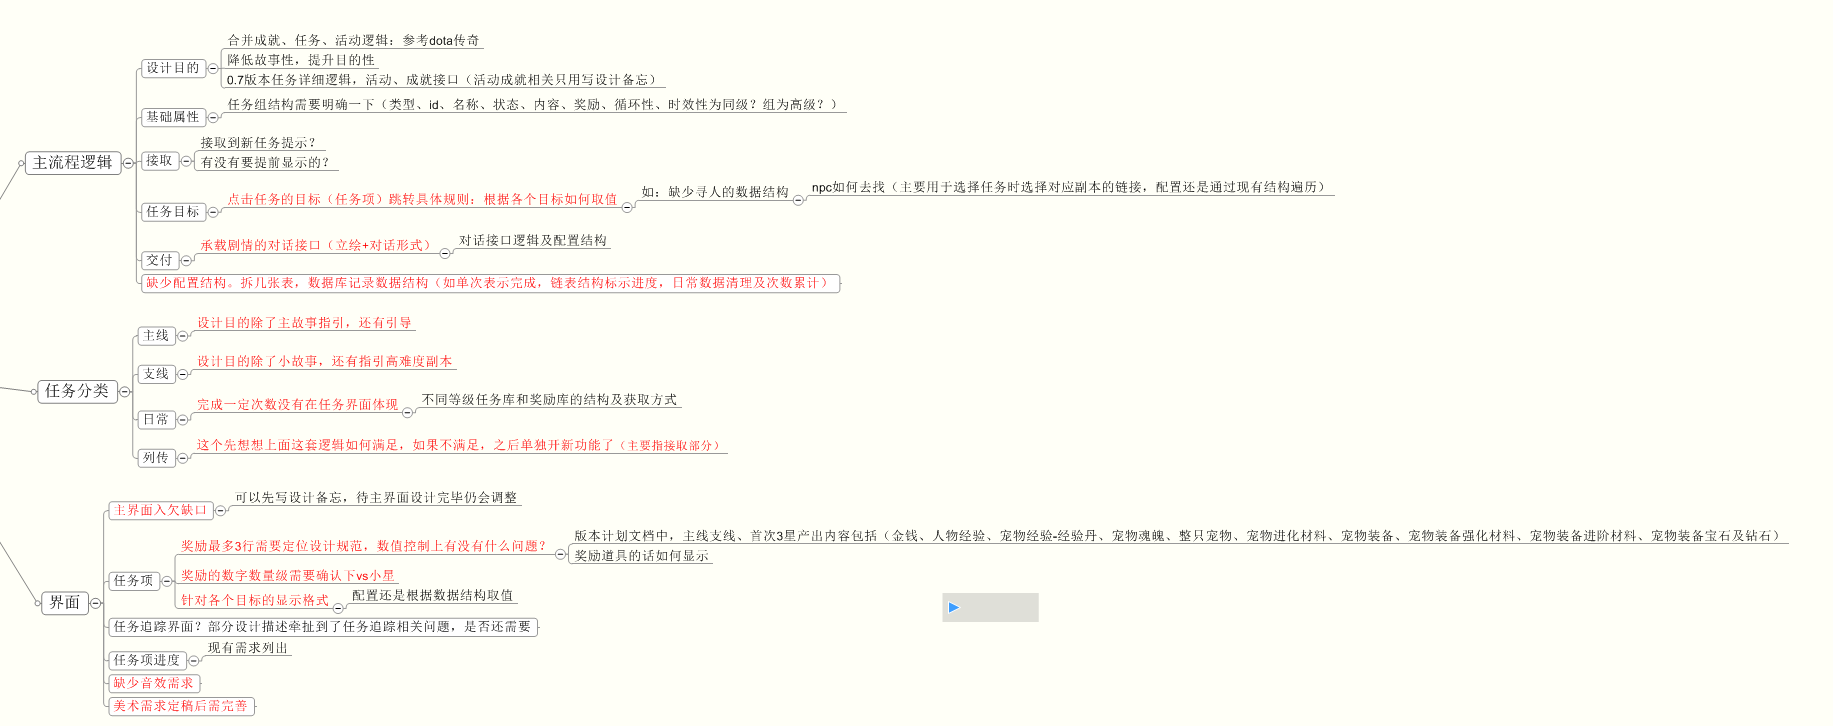 主流程逻辑
设计目的
合并成就、任务、活动逻辑：参考dota传奇
降低故事性，提升目的性
0.7版本任务详细逻辑，活动、成就接口（活动成就相关只用写设计备忘）
基础属性
任务组结构需要明确一下（类型、id、名称、状态、内容、奖励、循环性、时效性为同级？组为高级？）
接取
接取到新任务提示？
有没有要提前显示的？
任务目标
点击任务的目标（任务项）跳转具体规则：根据各个目标如何取值
如：缺少寻人的数据结构
npc如何去找（主要用于选择任务时选择对应副本的链接，配置还是通过现有结构遍历）
交付
承载剧情的对话接口（立绘+对话形式）
对话接口逻辑及配置结构
缺少配置结构。拆几张表，数据库记录数据结构（如单次表示完成，链表结构标示进度，日常数据清理及次数累计）
任务分类
主线
设计目的除了主故事指引，还有引导
支线
设计目的除了小故事，还有指引高难度副本
日常
完成一定次数没有在任务界面体现
不同等级任务库和奖励库的结构及获取方式
列传
这个先想想上面这套逻辑如何满足，如果不满足，之后单独开新功能了（主要指接取部分）
界面
主界面入欠缺口
可以先写设计备忘，待主界面设计完毕仍会调整
任务项
奖励最多3行需要定位设计规范，数值控制上有没有什么问题？
版本计划文档中，主线支线、首次3星产出内容包括（金钱、人物经验、宠物经验-经验丹、宠物魂魄、整只宠物、宠物进化材料、宠物装备、宠物装备强化材料、宠物装备进阶材料、宠物装备宝石及钻石）
奖励道具的话如何显示
奖励的数字数量级需要确认下vs小星
针对各个目标的显示格式
配置还是根据数据结构取值
任务追踪界面？部分设计描述牵扯到了任务追踪相关问题，是否还需要
任务项进度
现有需求列出
缺少音效需求
美术需求定稿后需完善